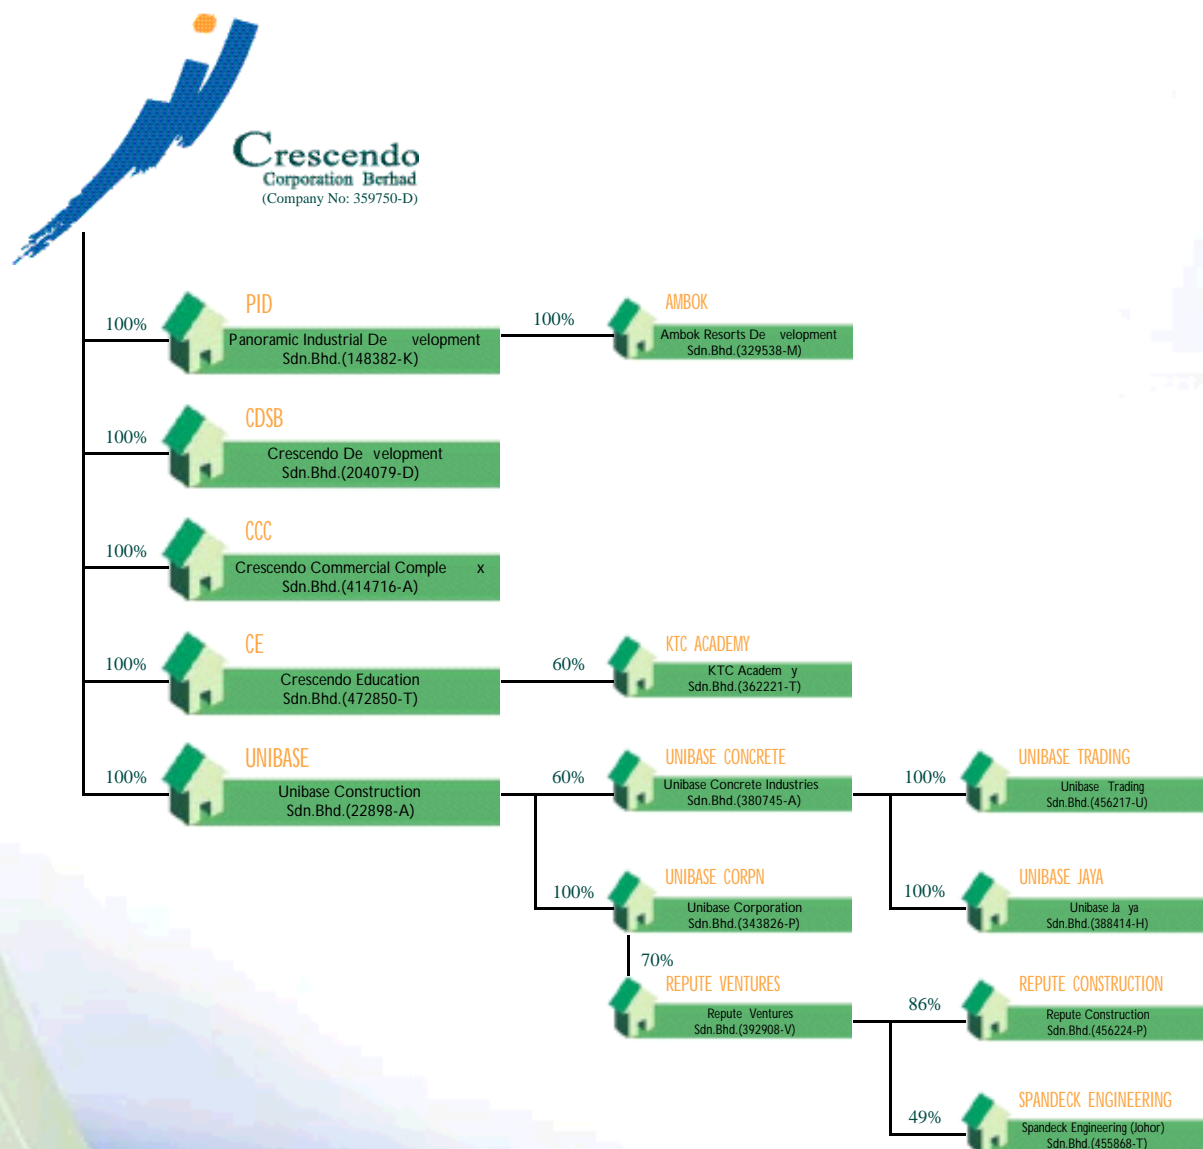 Crescendo
Corporation Berhad
(Company No: 359750-D)
PID
100%
Panoramic Industrial De velopment
Sdn.Bhd.(148382-K)
100%
AMBOK
Ambok Resorts De velopment
Sdn.Bhd.(329538-M)
CDSB
100%
Crescendo De velopment
Sdn.Bhd.(204079-D)
CCC
100%
Crescendo Commercial Comple x
Sdn.Bhd.(414716-A)
CE
100%
Crescendo Education
Sdn.Bhd.(472850-T)
60%
KTC ACADEMY
KTC Academ y
Sdn.Bhd.(362221-T)
UNIBASE
100%
Unibase Construction
Sdn.Bhd.(22898-A)
60%
UNIBASE CONCRETE
Unibase Concrete Industries
Sdn.Bhd.(380745-A)
100%
UNIBASE TRADING
Unibase Trading
Sdn.Bhd.(456217-U)
100%
UNIBASE CORPN
Unibase Corporation
Sdn.Bhd.(343826-P)
100%
UNIBASE JAYA
Unibase Ja ya
Sdn.Bhd.(388414-H)
70%
REPUTE VENTURES
Repute Ventures
Sdn.Bhd.(392908-V)
86%
REPUTE CONSTRUCTION
Repute Construction
Sdn.Bhd.(456224-P)
49%
SPANDECK ENGINEERING
Spandeck Engineering (Johor)
Sdn.Bhd.(455868-T)